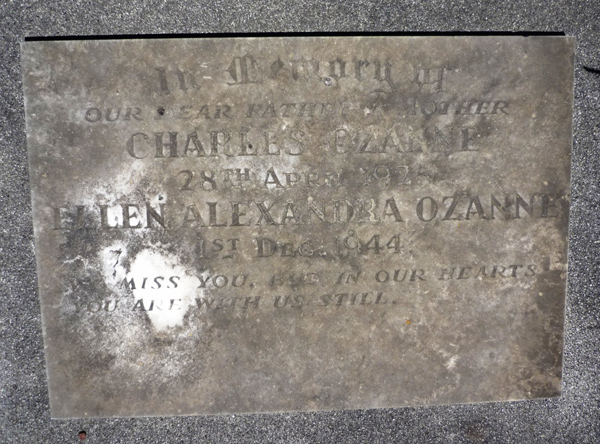 In Memory of
OUR DEAR FATHER & MOTHER
CHARLES OZANNE
28TH APRIL
ELLEN ALEXANDRA OZANNE
1ST DEC. 1944.
WE MISS YOU, BUT IN OUR HEARTS
YOU ARE WITH US STILL.